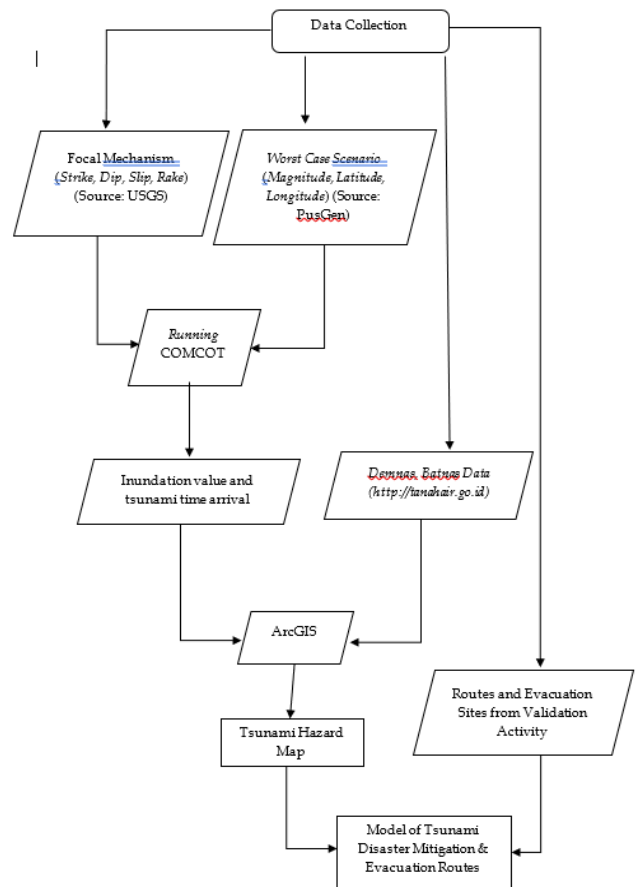 Data Collection
Focal Mechanism
(Strike, Dip, Slip, Rake)
(Source: USGS)
Worst Case Scenario
(Magnitude, Latitude,
Longitude) (Source:
PusGen)
Running
COMCOT
Inundation value and
tsunami time arrival
Demnas, Batnas Data
(http://tanahair.go.id)
ArcGIS
Routes and Evacuation
Sites from Validation
Activity
Tsunami Hazard
Map
Model of Tsunami
Disaster Mitigation &
Evacuation Routes